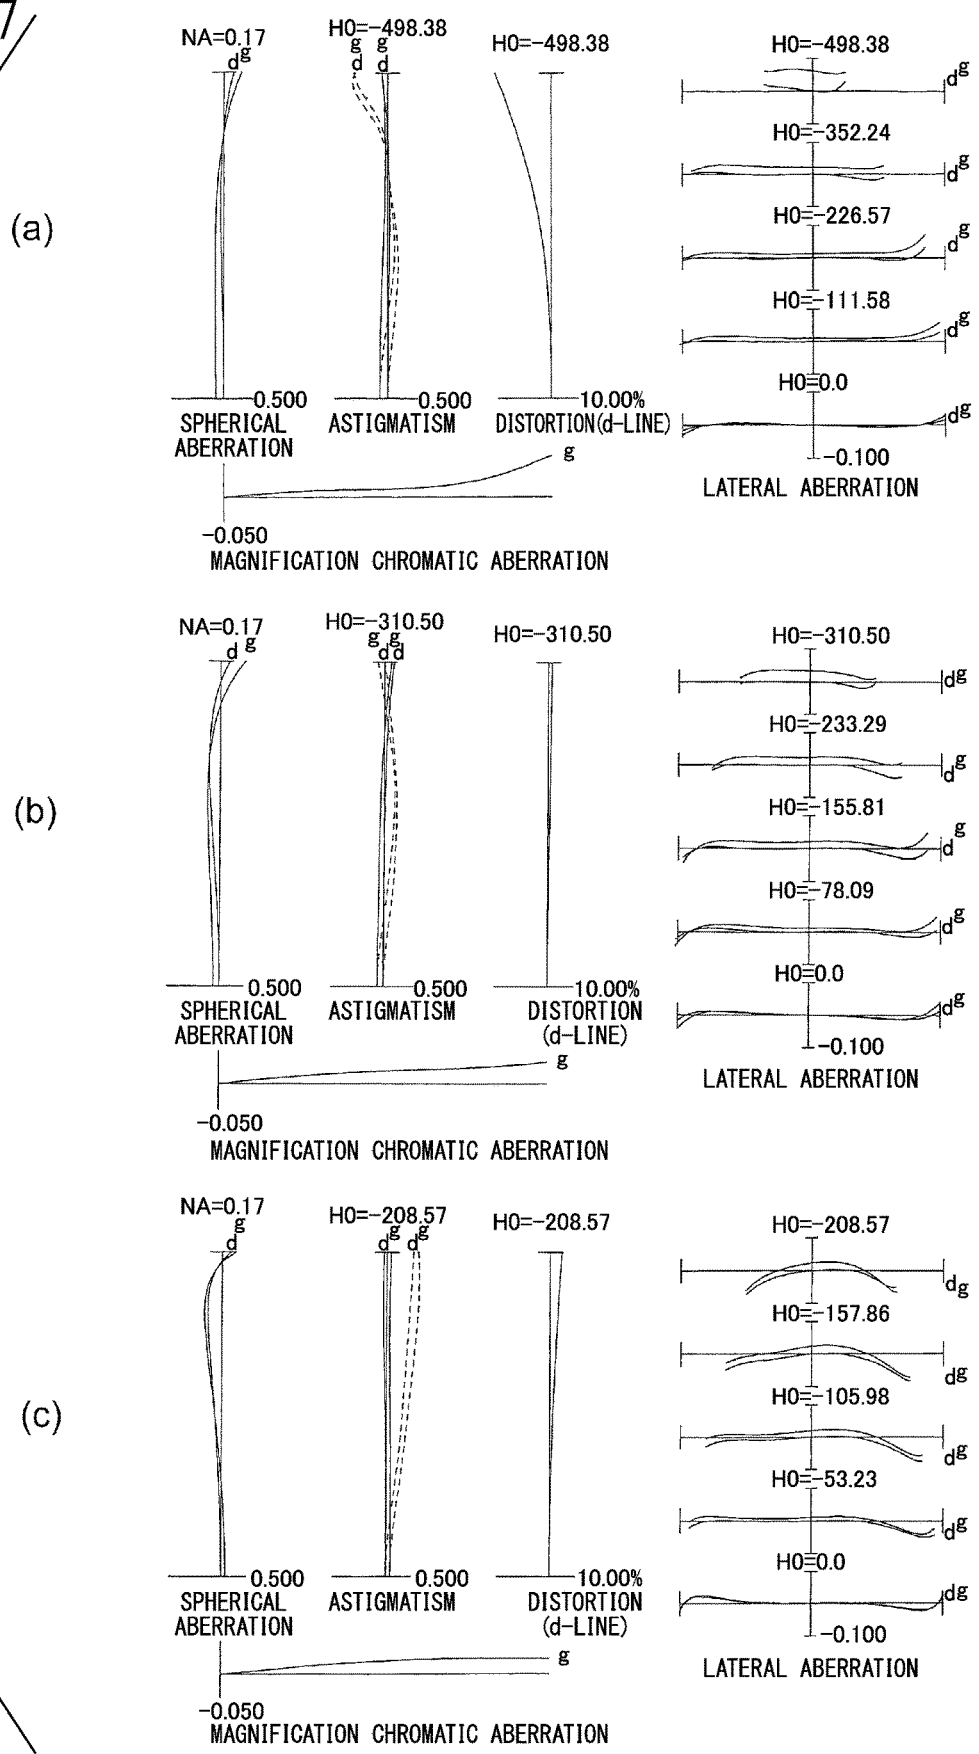 7
(a)
NA=0.17
d g
H0=-498.38
g g
d d
H0=-498.38
0.500
SPHERICAL
ABERRATION
0.500
ASTIGMATISM
10.00%
DISTORTION(d-LINE)
g
-0.050
MAGNIFICATION CHROMATIC ABERRATION
H0=-498.38
d g
H0=-352.24
d g
H0=-226.57
d g
H0=-111.58
d g
H0=0.0
d g
-0.100
LATERAL ABERRATION
(b)
NA=0.17
d g
H0=-310.50
g g
d d
H0=-310.50
0.500
SPHERICAL
ABERRATION
0.500
ASTIGMATISM
10.00%
DISTORTION
(d-LINE)
g
-0.050
MAGNIFICATION CHROMATIC ABERRATION
H0=-310.50
d g
H0=-233.29
d g
H0=-155.81
d g
H0=-78.09
d g
H0=0.0
d g
-0.100
LATERAL ABERRATION
(c)
NA=0.17
d g
H0=-208.57
d g d g
H0=-208.57
0.500
SPHERICAL
ABERRATION
0.500
ASTIGMATISM
10.00%
DISTORTION
(d-LINE)
g
-0.050
MAGNIFICATION CHROMATIC ABERRATION
H0=-208.57
d g
H0=-157.86
d g
H0=-105.98
d g
H0=-53.23
d g
H0=0.0
d g
-0.100
LATERAL ABERRATION